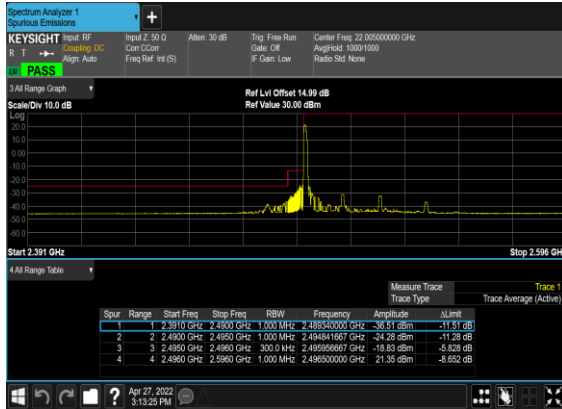 Spectrum Analyzer 1
Spurious Emissions
+
KEYSIGHT Input: RF Input Z: 50 Ω Atten: 30 dB Trig: Free Run Center Freq: 22.005000000 GHz
R T Coupling: DC Corr CCorr Gate: Off Avg|Hold: 1000/1000
Align: Auto Freq Ref: Int (S) IF Gain: Low Radio Std: None
PASS
3 All Range Graph
Ref Lvl Offset 14.99 dB
Scale/Div 10.0 dB Ref Value 30.00 dBm
Log
20.0
10.0
0.00
-10.0
-20.0
-30.0
-40.0
-50.0
-60.0
Start 2.391 GHz Stop 2.596 GH
4 All Range Table
Measure Trace Trace 1
Trace Type Trace Average (Active)
Spur Range Start Freq Stop Freq RBW Frequency Amplitude ΔLimit
1 1 2.3910 GHz 2.4900 GHz 1.000 MHz 2.489340000 GHz -36.51 dBm -11.51 dB
2 2 2.4900 GHz 2.4950 GHz 1.000 MHz 2.494841667 GHz -24.28 dBm -11.28 dB
3 3 2.4950 GHz 2.4960 GHz 300.0 kHz 2.495956667 GHz -18.83 dBm -5.828 dB
4 4 2.4960 GHz 2.5960 GHz 1.000 MHz 2.496500000 GHz 21.35 dBm -8.652 dB
? Apr 27, 2022
3:13:25 PM